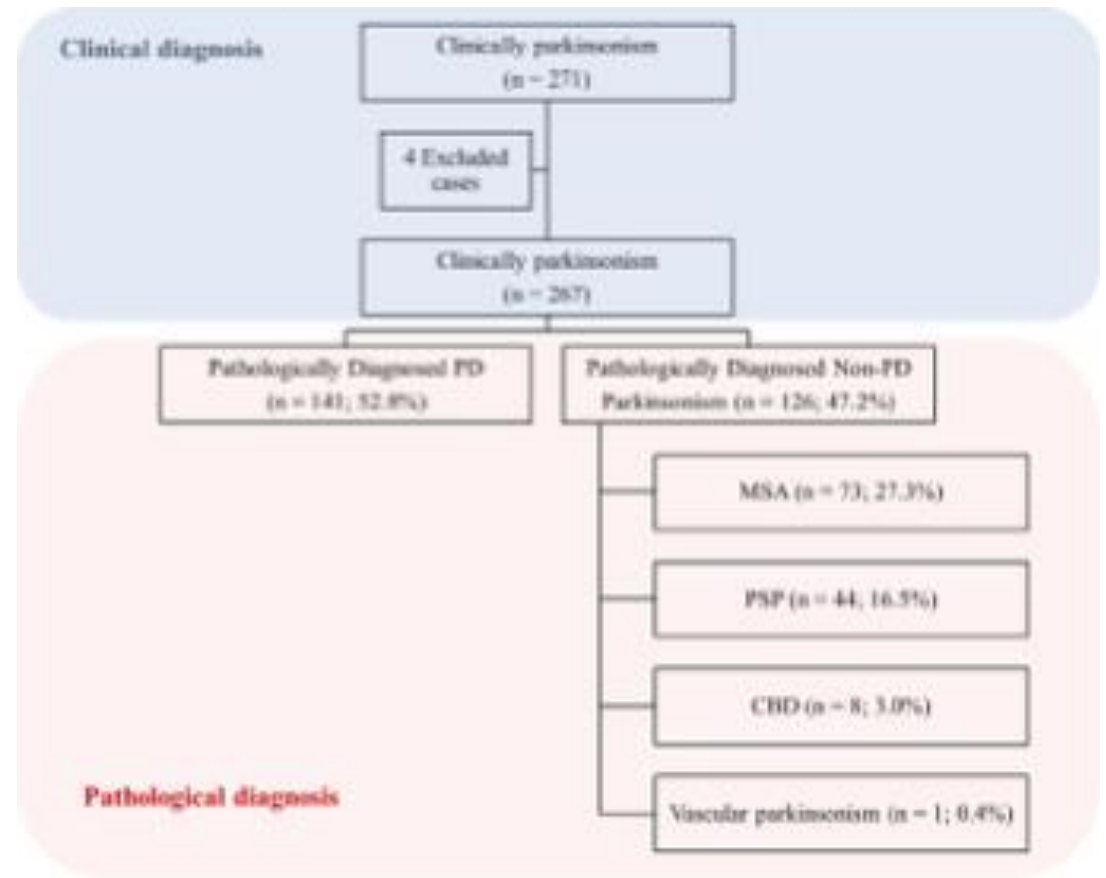 Clinical diagnosis
Clinically parkinsonism
(n = 271)
4 Excluded
cases
Clinically parkinsonism
(n = 267)
Pathologically Diagnosed PD
(n = 141; 52.8%)
Pathologically Diagnosed Non-PD
Parkinsonism (n = 126; 47.2%)
MSA (n = 73; 27.3%)
PSP (n = 44; 16.5%)
CBD (n = 8; 3.0%)
Vascular parkinsonism (n = 1; 0.4%)
Pathological diagnosis